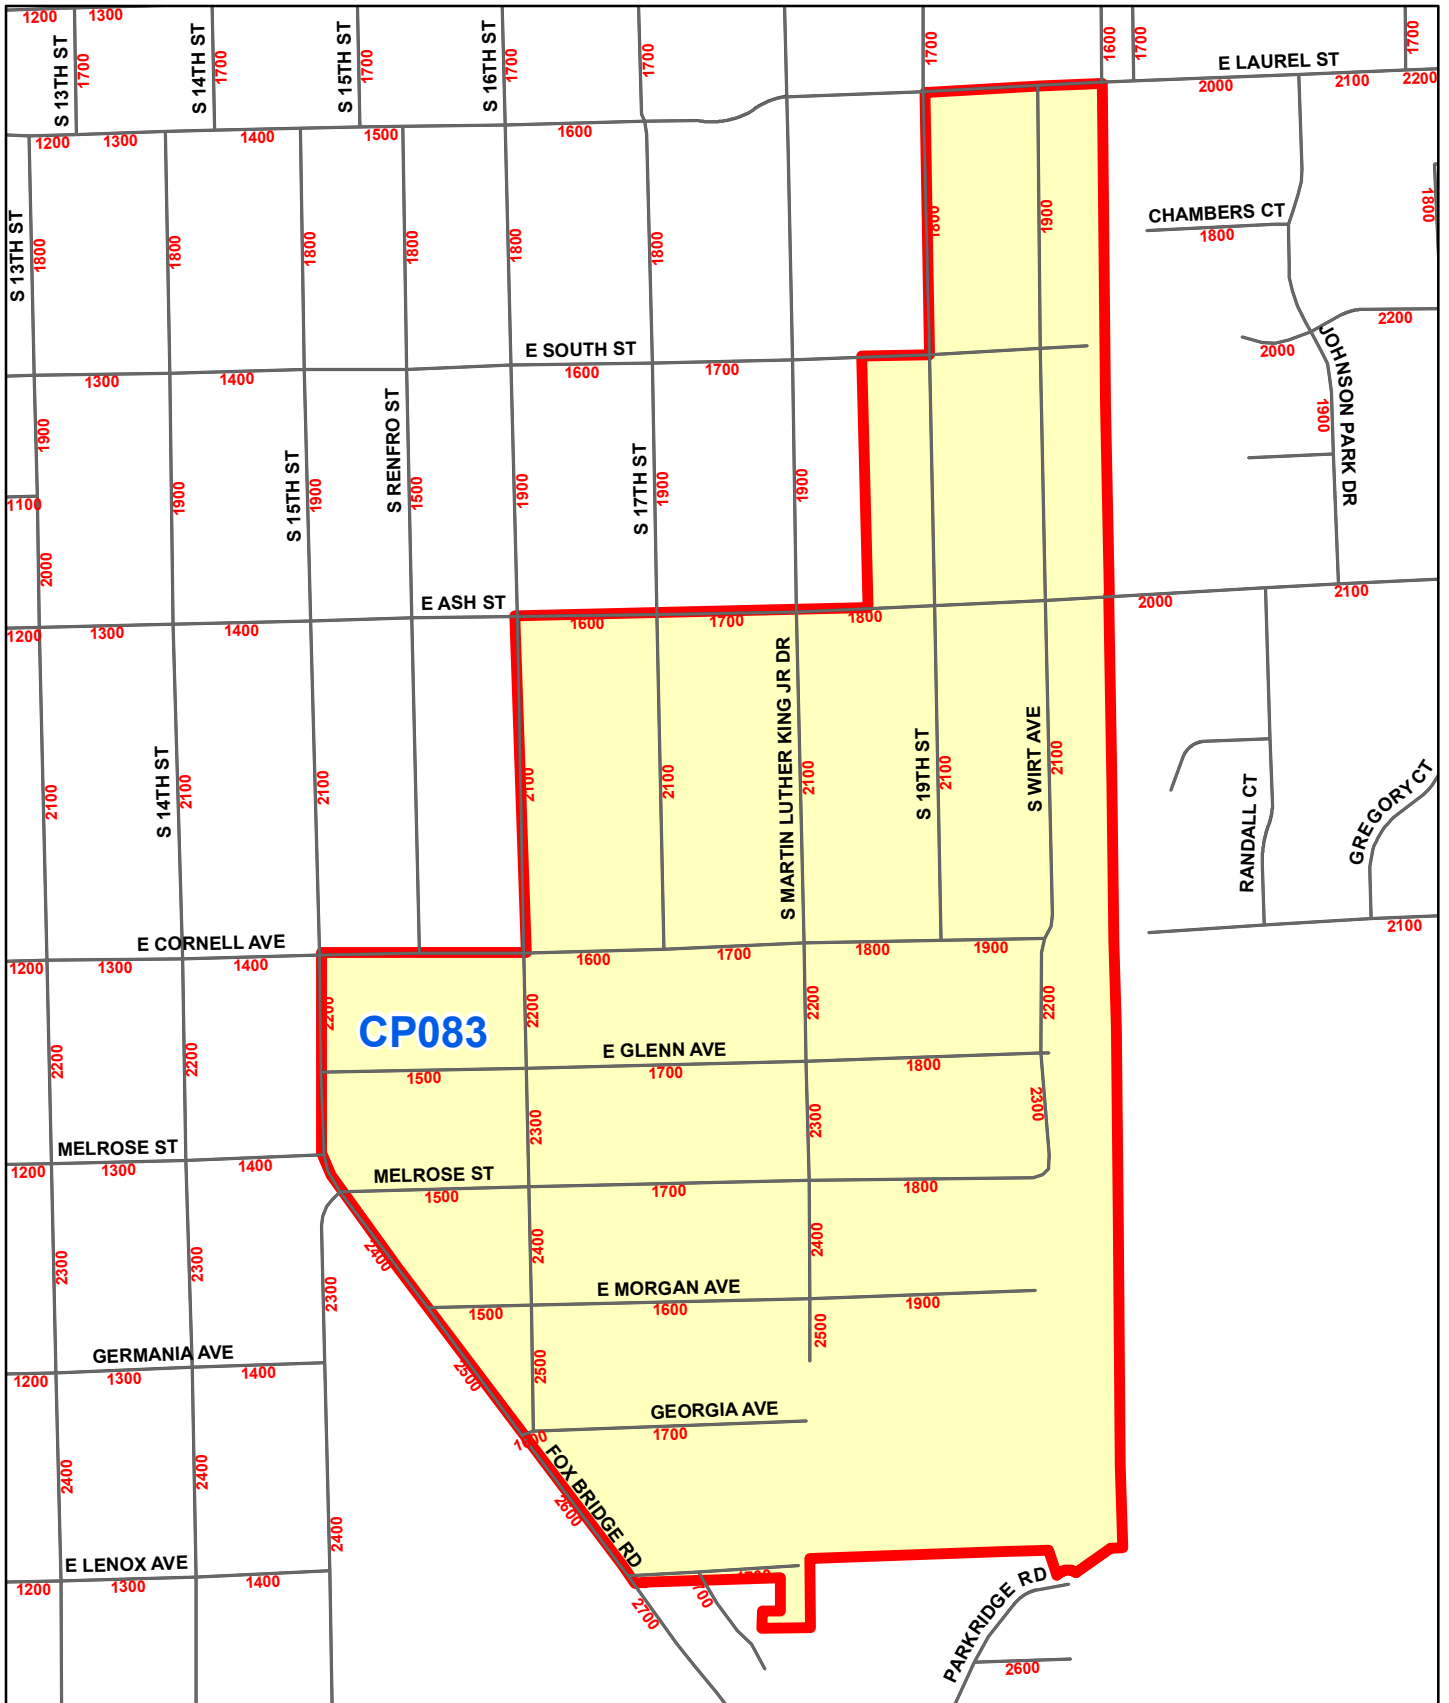 1200 1300
S 13TH ST
1700
S 14TH ST
1700
S 15TH ST
1700
S 16TH ST
1700
1700
1700
1600
1700
1700
E LAUREL ST
2000 2100 2200
1200 1300 1400 1500 1600
S 13TH ST
1800
1800
1800
1800
1800
1800
1800
1900
CHAMBERS CT
1800
1800
2200
2000
JOHNSON PARK DR
1900
E SOUTH ST
1300 1400 1600 1700
1900
1900
S 15TH ST
1900
S RENFRO ST
1500
1900
S 17TH ST
1900
1900
1100
2000
E ASH ST
1200 1300 1400 1600 1700 1800 2000 2100
2100
S 14TH ST
2100
2100
2100
2100
S MARTIN LUTHER KING JR DR
2100
S 19TH ST
2100
S WIRT AVE
2100
RANDALL CT
GREGORY CT
2100
E CORNELL AVE
1200 1300 1400 1600 1700 1800 1900
2200
2200
2200
CP083
2200
2200
2200
E GLENN AVE
1500 1700 1800
2300
2300
2300
MELROSE ST
1200 1300 1400
MELROSE ST
1500 1700 1800
2300
2300
2300
2400
2400
2400
E MORGAN AVE
1500 1600 1900
GERMANIA AVE
1200 1300 1400
2500
2500
2500
GEORGIA AVE
1700
1600
FOX BRIDGE RD
2600
2400
2400
2400
E LENOX AVE
1200 1300 1400
2700
PARKRIDGE RD
2600